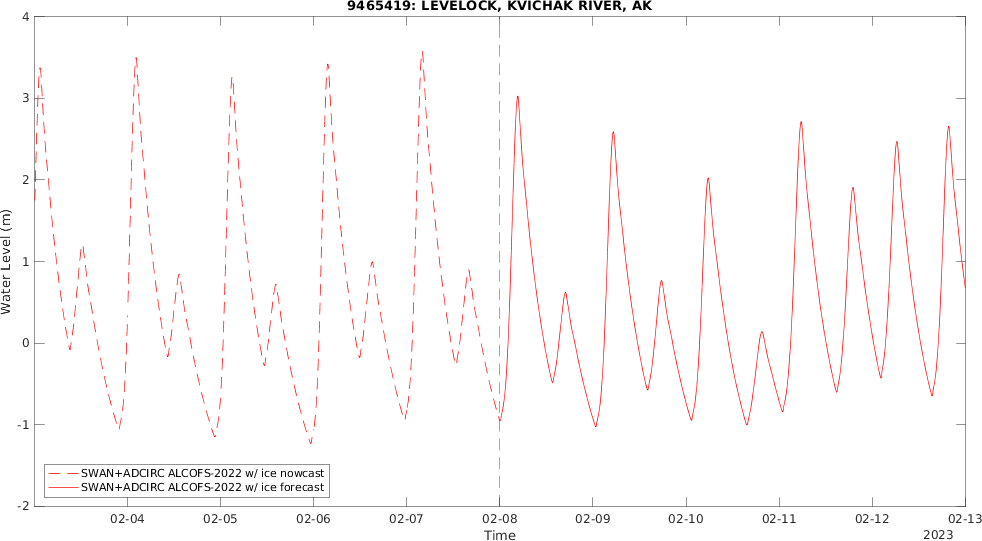 9465419: LEVELOCK, KVICHAK RIVER, AK
Water Level (m)
4
3
2
1
0
-1
-2
SWAN+ADCIRC ALCOFS-2022 w/ ice nowcast
SWAN+ADCIRC ALCOFS-2022 w/ ice forecast
02-04 02-05 02-06 02-07 02-08 02-09 02-10 02-11 02-12 02-13
Time
2023